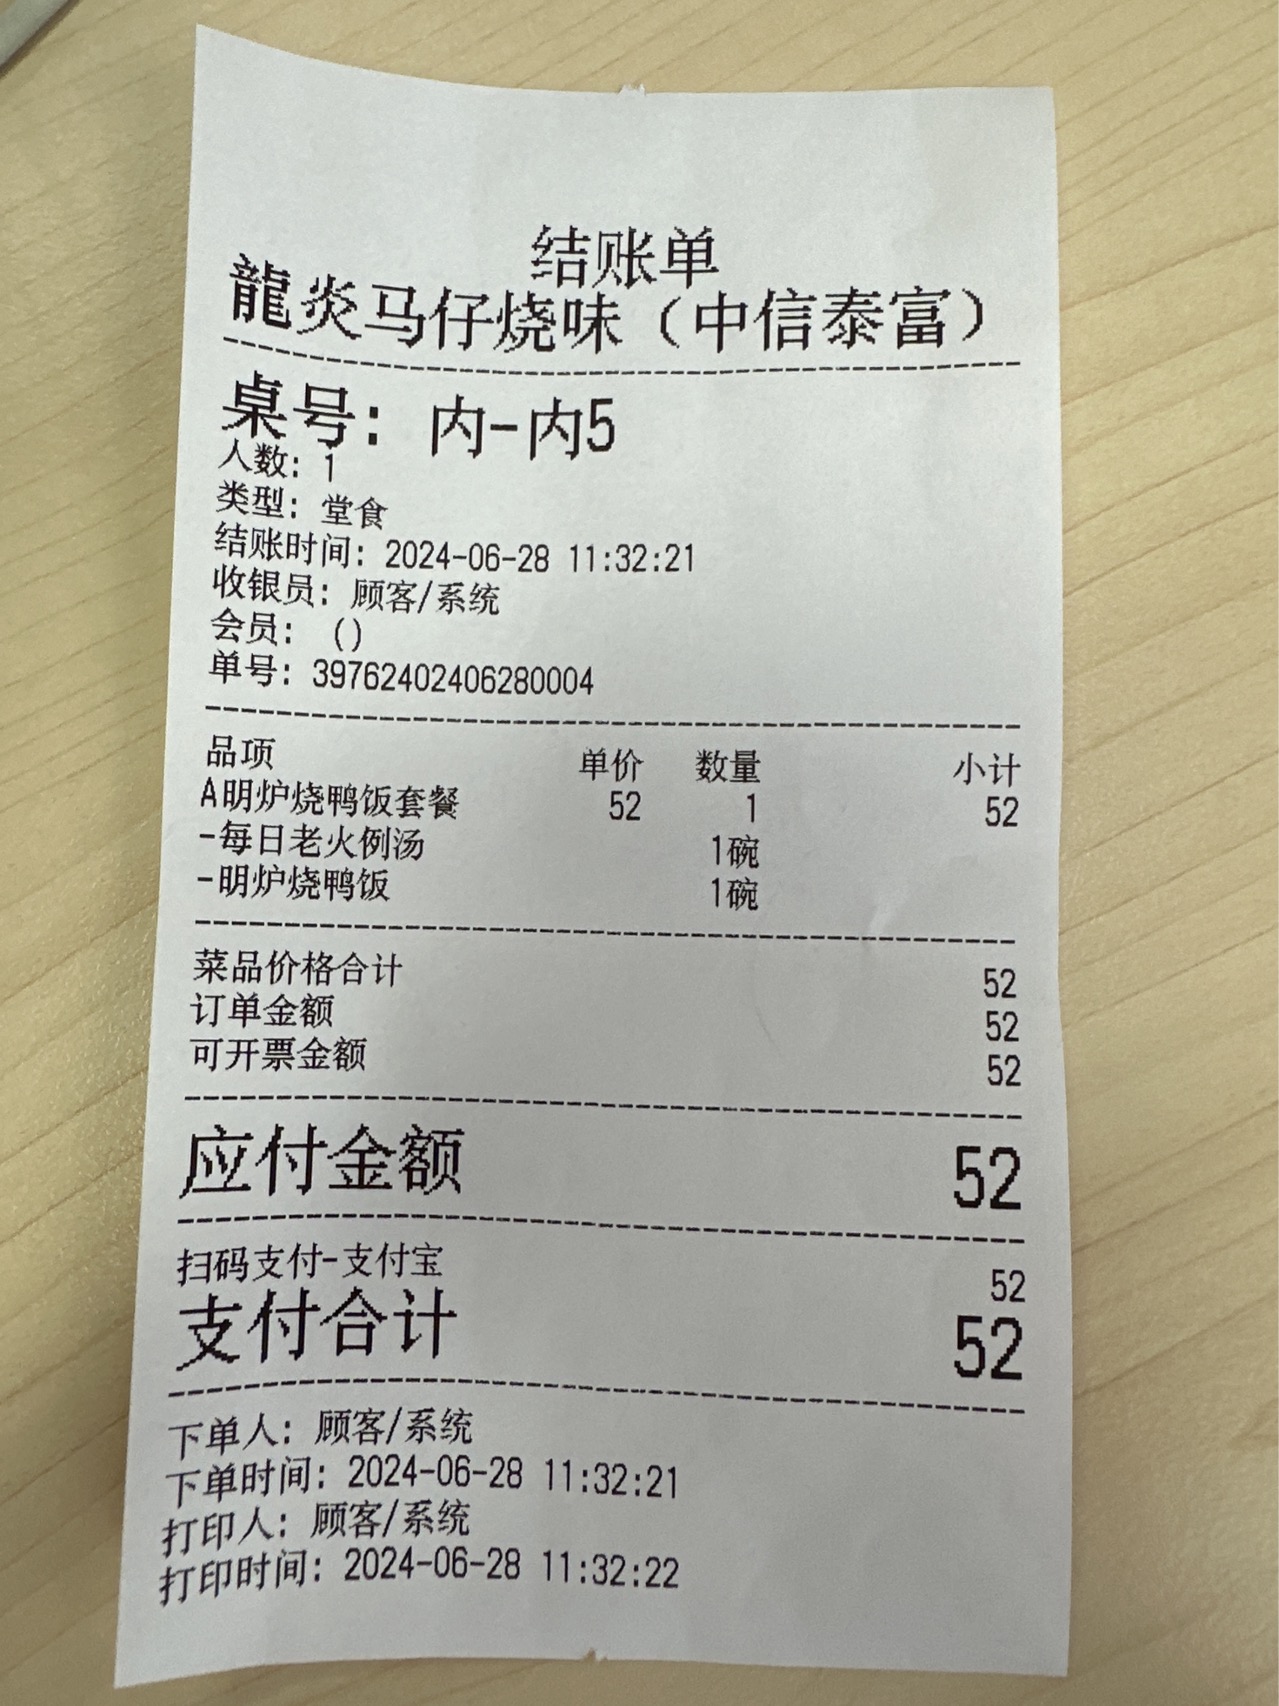 结账单
龍炎马仔烧味（中信泰富）
桌号：内-内5
人数：1
类型：堂食
结账时间：2024-06-28 11:32:21
收银员：顾客/系统
会员：()
单号：39762402406280004
品项 单价 数量 小计
A明炉烧鸭饭套餐 52 1 52
-每日老火例汤 1碗
-明炉烧鸭饭 1碗
菜品价格合计 52
订单金额 52
可开票金额 52
应付金额 52
扫码支付-支付宝 52
支付合计 52
下单人：顾客/系统
下单时间：2024-06-28 11:32:21
打印人：顾客/系统
打印时间：2024-06-28 11:32:22